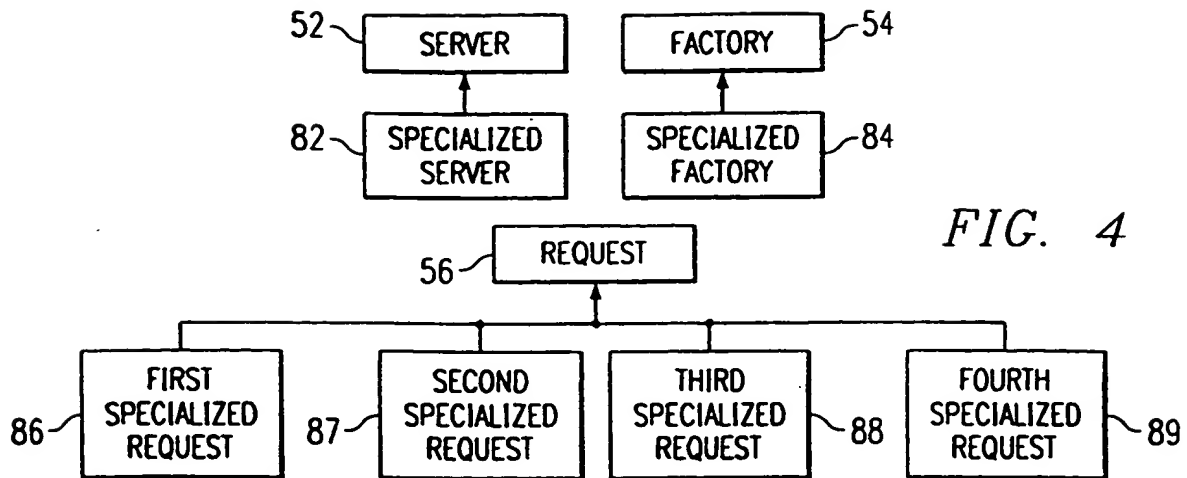 52 SERVER FACTORY 54
82 SPECIALIZED SERVER SPECIALIZED FACTORY 84
FIG. 4
56 REQUEST
86 FIRST SPECIALIZED REQUEST
87 SECOND SPECIALIZED REQUEST
THIRD SPECIALIZED REQUEST 88
FOURTH SPECIALIZED REQUEST 89